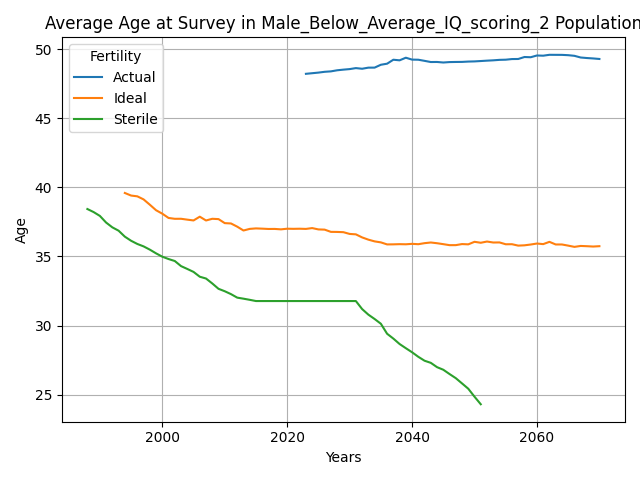 Average Age at Survey in Male_Below_Average_IQ_scoring_2 Population
Fertility
Actual
Ideal
Sterile
Age
50
45
40
35
30
25
2000
2020
2040
2060
Years